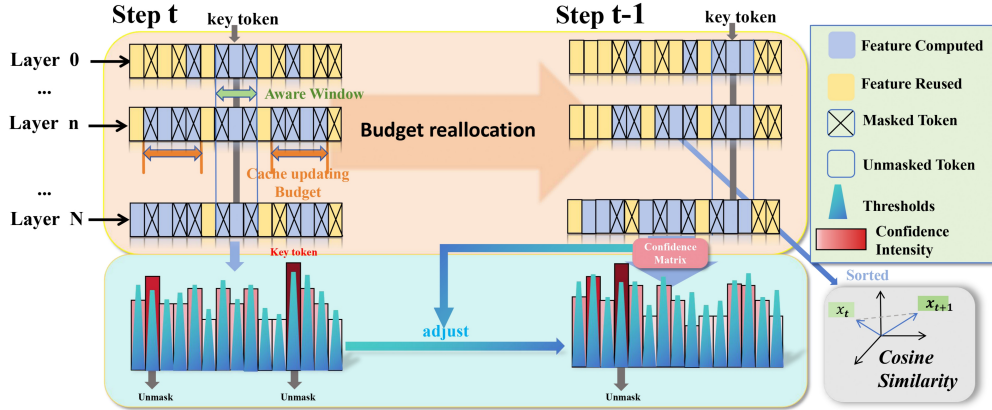 Step t
Step t-1
key token
key token
Layer 0
...
Aware Window
Layer n
Budget reallocation
Cache updating
Budget
...
Layer N
Feature Computed
Feature Reused
Masked Token
Unmasked Token
Thresholds
Confidence
Intensity
Key token
Confidence
Matrix
Sorted
adjust
x_t
x_{t+1}
Cosine
Similarity
Unmask
Unmask
Unmask